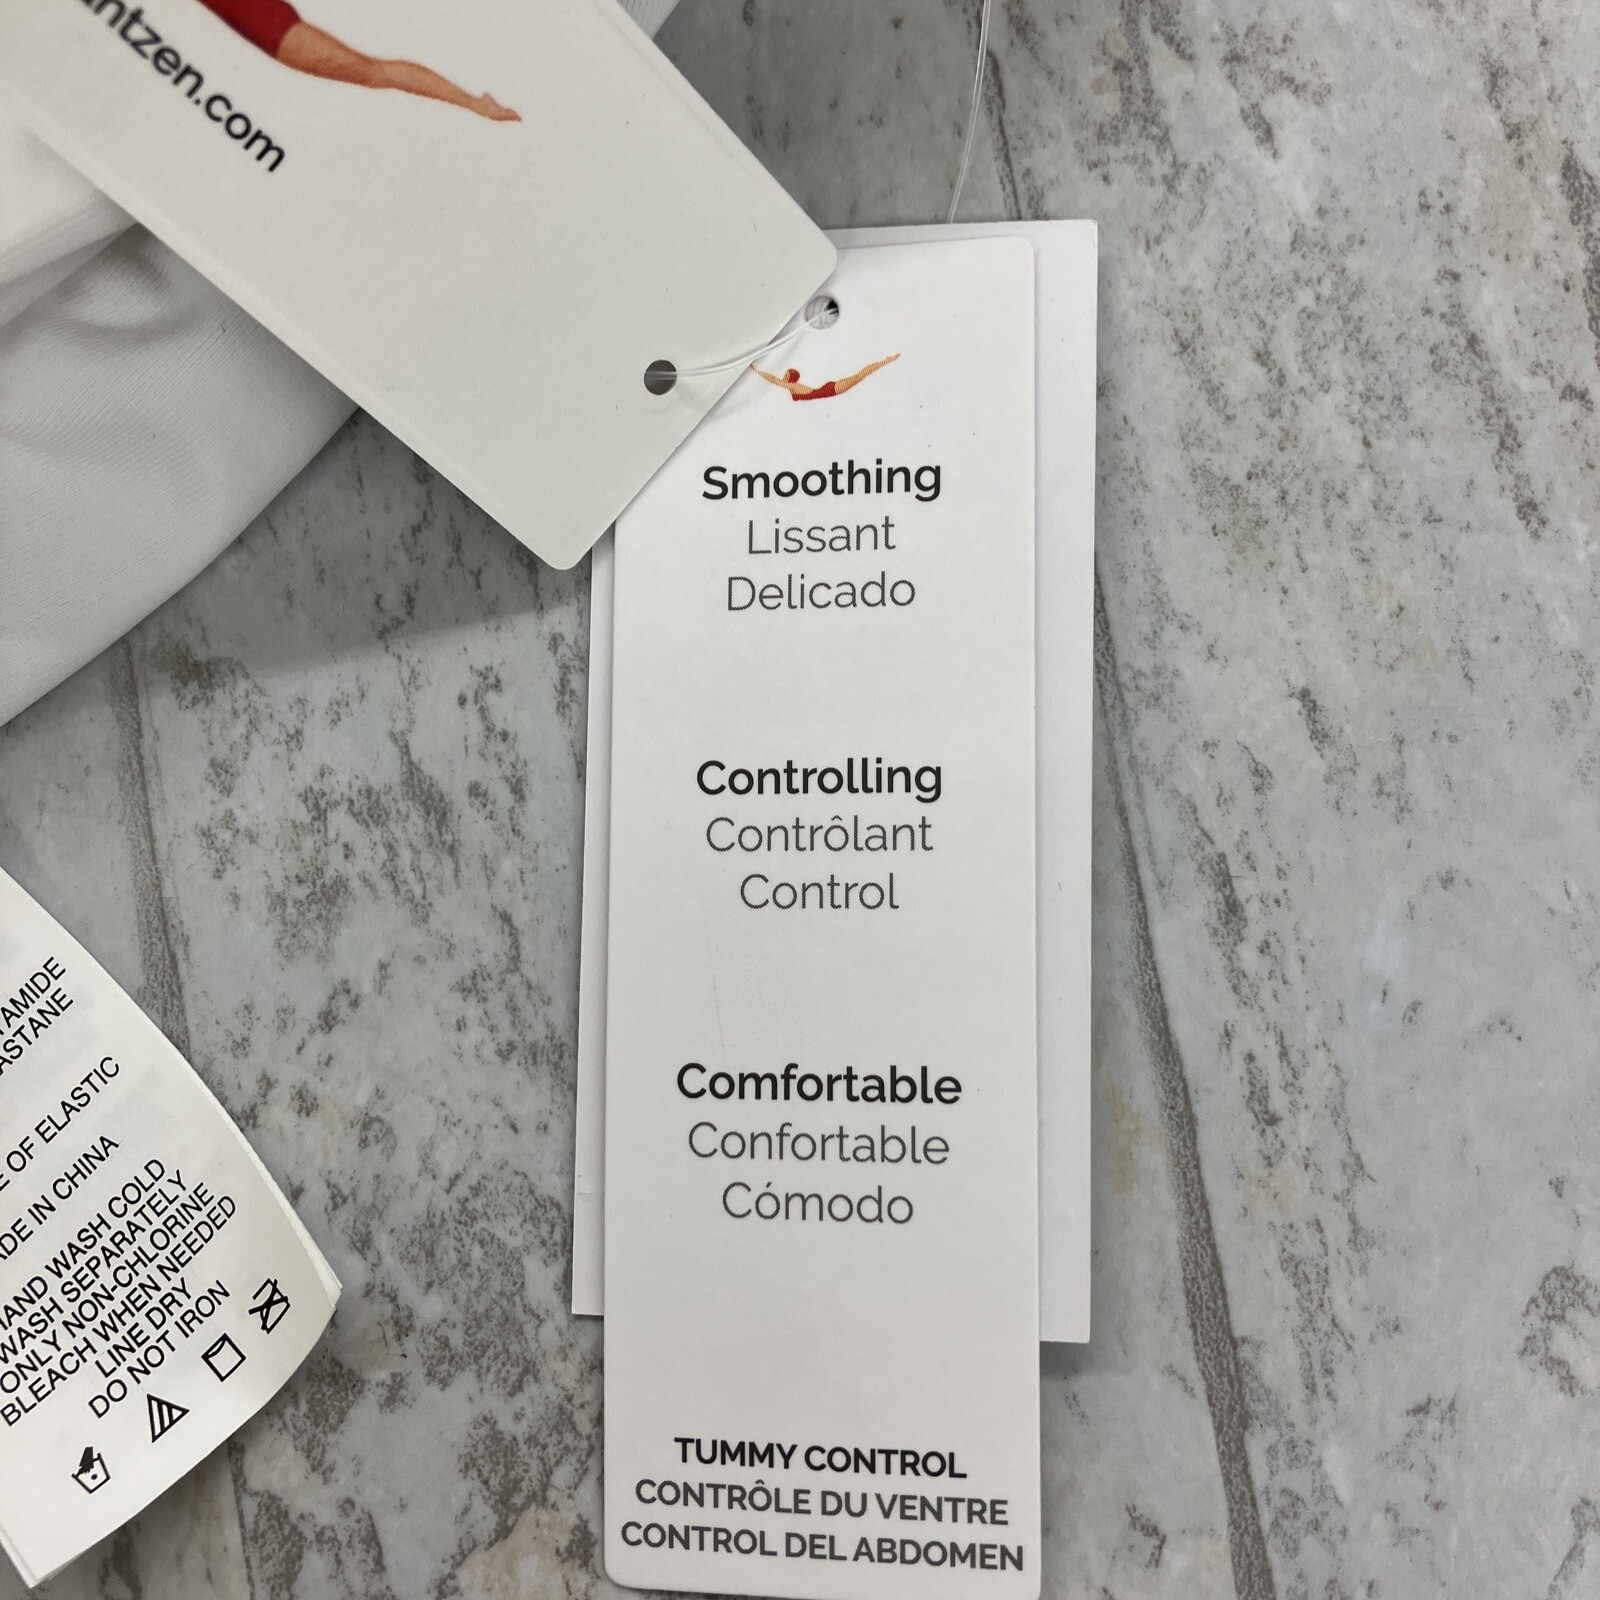 ntzen.com
Smoothing
Lissant
Delicado
Controlling
Contrôlant
Control
Comfortable
Confortable
Cómodo
TUMMY CONTROL
CONTRÔLE DU VENTRE
CONTROL DEL ABDOMEN
AMIDE
ASTANE
OF ELASTIC
ADE IN CHINA
HAND WASH COLD
WASH SEPARATELY
ONLY NON-CHLORINE
BLEACH WHEN NEEDED
LINE DRY
DO NOT IRON